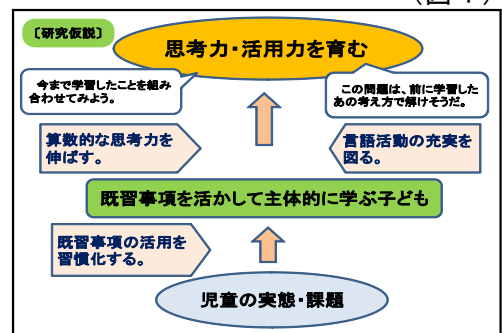 (図１)
〔研究仮説〕
思考力・活用力を育む
今まで学習したことを組み
合わせてみよう。
この問題は、前に学習した
あの考え方で解けそうだ。
算数的な思考力を
伸ばす。
言語活動の充実を
図る。
既習事項を活かして主体的に学ぶ子ども
既習事項の活用を
習慣化する。
児童の実態・課題